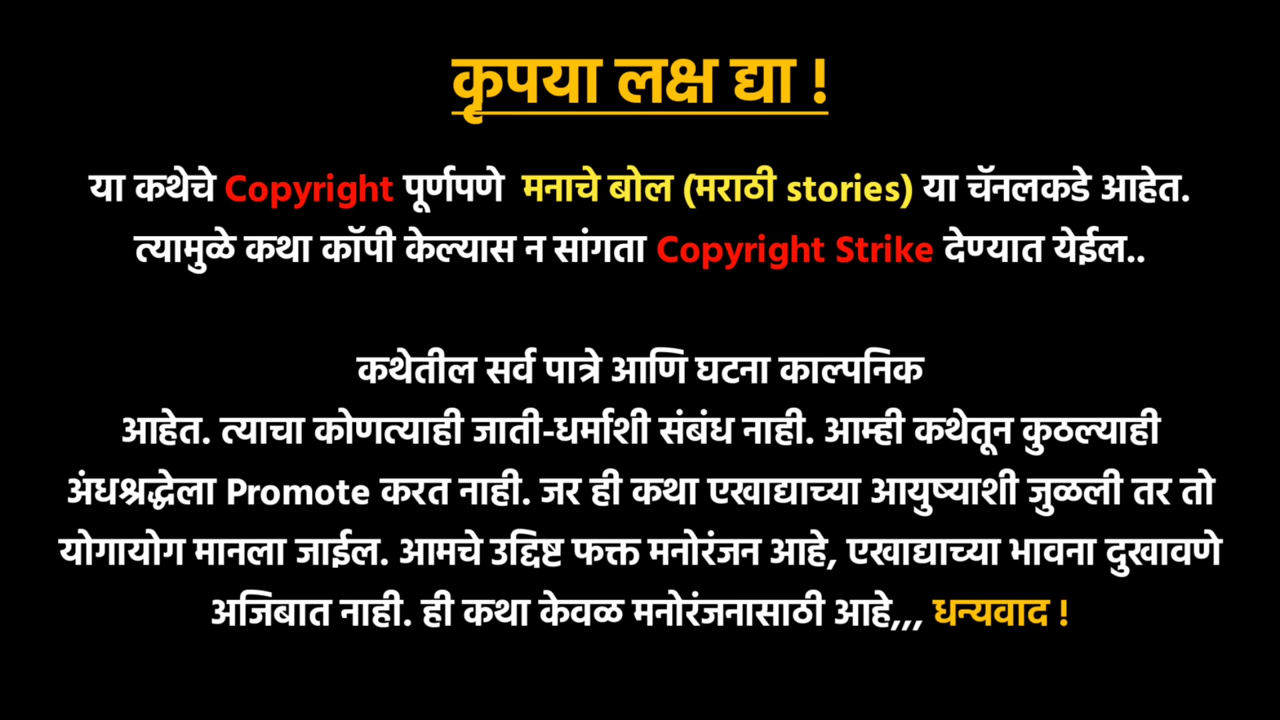 कृपया लक्ष द्या !
या कथेचे Copyright पूर्णपणे मनाचे बोल (मराठी stories) या चॅनलकडे आहेत.
त्यामुळे कथा कॉपी केल्यास न सांगता Copyright Strike देण्यात येईल..
कथेतील सर्व पात्रे आणि घटना काल्पनिक
आहेत. त्याचा कोणत्याही जाती-धर्माशी संबंध नाही. आम्ही कथेतून कुठल्याही
अंधश्रद्धेला Promote करत नाही. जर ही कथा एखाद्याच्या आयुष्याशी जुळली तर तो
योगायोग मानला जाईल. आमचे उद्दिष्ट फक्त मनोरंजन आहे, एखाद्याच्या भावना दुखावणे
अजिबात नाही. ही कथा केवळ मनोरंजनासाठी आहे,,, धन्यवाद !